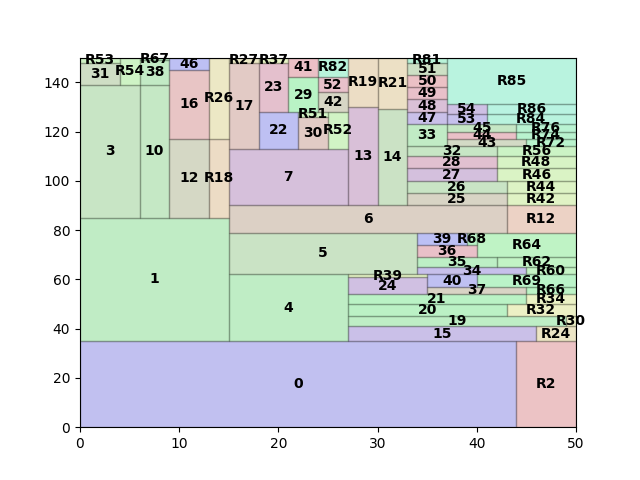 R53 R67 46 R27 R37 41 R82 R81
31 R54 38 51 R85
140 16 R26 17 23 29 52 R19 R21 50
42 49
48 54 R86
120 22 R51 30 R52 47 53 R84
33 45 R76
44 R74
43 R72
3 10 12 R18 7 13 14 32 R56
28 R48
100 27 R46
26 R44
25 R42
6 R12
80 39 R68 R64
5 36
35 R62
1 R39 34 R60
60 24 40 R69
37 R66
21 R34
4 20 R32
40 19 R30
15 R24
20 0 R2
0
0 10 20 30 40 50